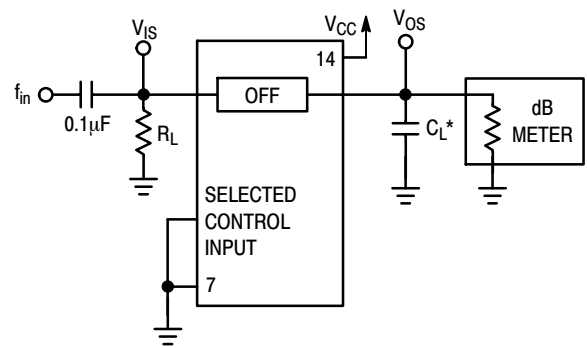 V_IS
V_CC
V_OS
14
f_in
OFF
dB
METER
0.1μF
R_L
C_L*
SELECTED
CONTROL
INPUT
7